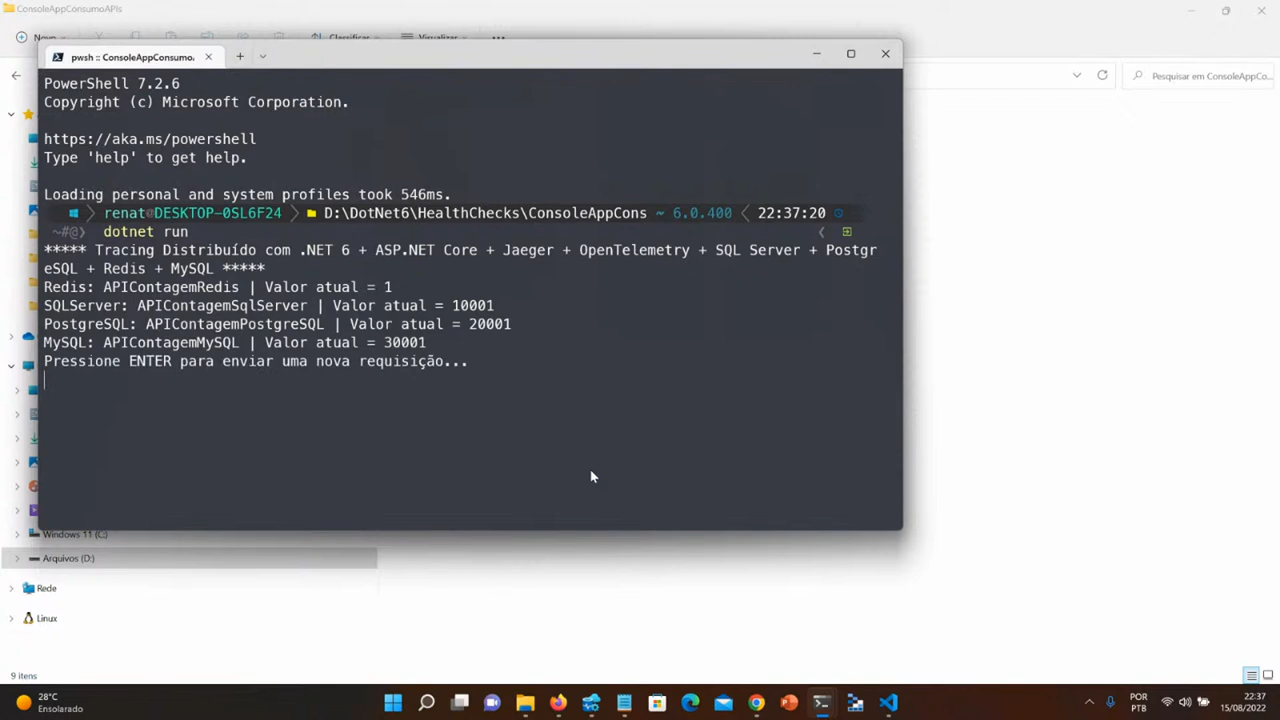 ConsoleAppConsumoAPIs
Novo
Classificar
Visualizar
pwsh :: ConsoleAppConsumo.
Pesquisar em ConsoleAppCo...
PowerShell 7.2.6
Copyright (c) Microsoft Corporation.
https://aka.ms/powershell
Type 'help' to get help.
Loading personal and system profiles took 546ms.
renat@DESKTOP-0SL6F24 D:\DotNet6\HealthChecks\ConsoleAppCons ~ 6.0.400 22:37:20
~#@❯ dotnet run
***** Tracing Distribuído com .NET 6 + ASP.NET Core + Jaeger + OpenTelemetry + SQL Server + Postgr
eSQL + Redis + MySQL *****
Redis: APIContagemRedis | Valor atual = 1
SQLServer: APIContagemSqlServer | Valor atual = 10001
PostgreSQL: APIContagemPostgreSQL | Valor atual = 20001
MySQL: APIContagemMySQL | Valor atual = 30001
Pressione ENTER para enviar uma nova requisição...
Windows 11 (C:)
Arquivos (D:)
Rede
Linux
9 itens
28°C
Ensolarado
POR
PTB
22:37
15/08/2022